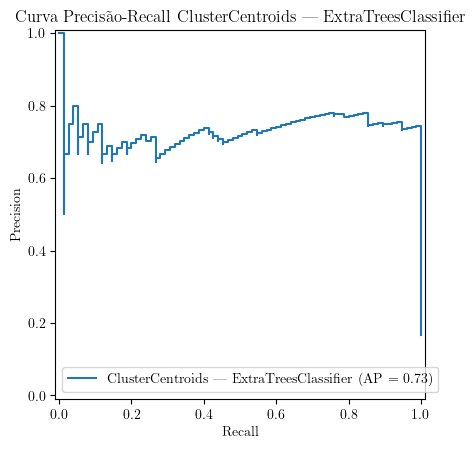 Curva Precisão-Recall ClusterCentroids — ExtraTreesClassifier
1.0
0.8
0.6
0.4
0.2
0.0
Precision
ClusterCentroids — ExtraTreesClassifier (AP = 0.73)
0.0 0.2 0.4 0.6 0.8 1.0
Recall